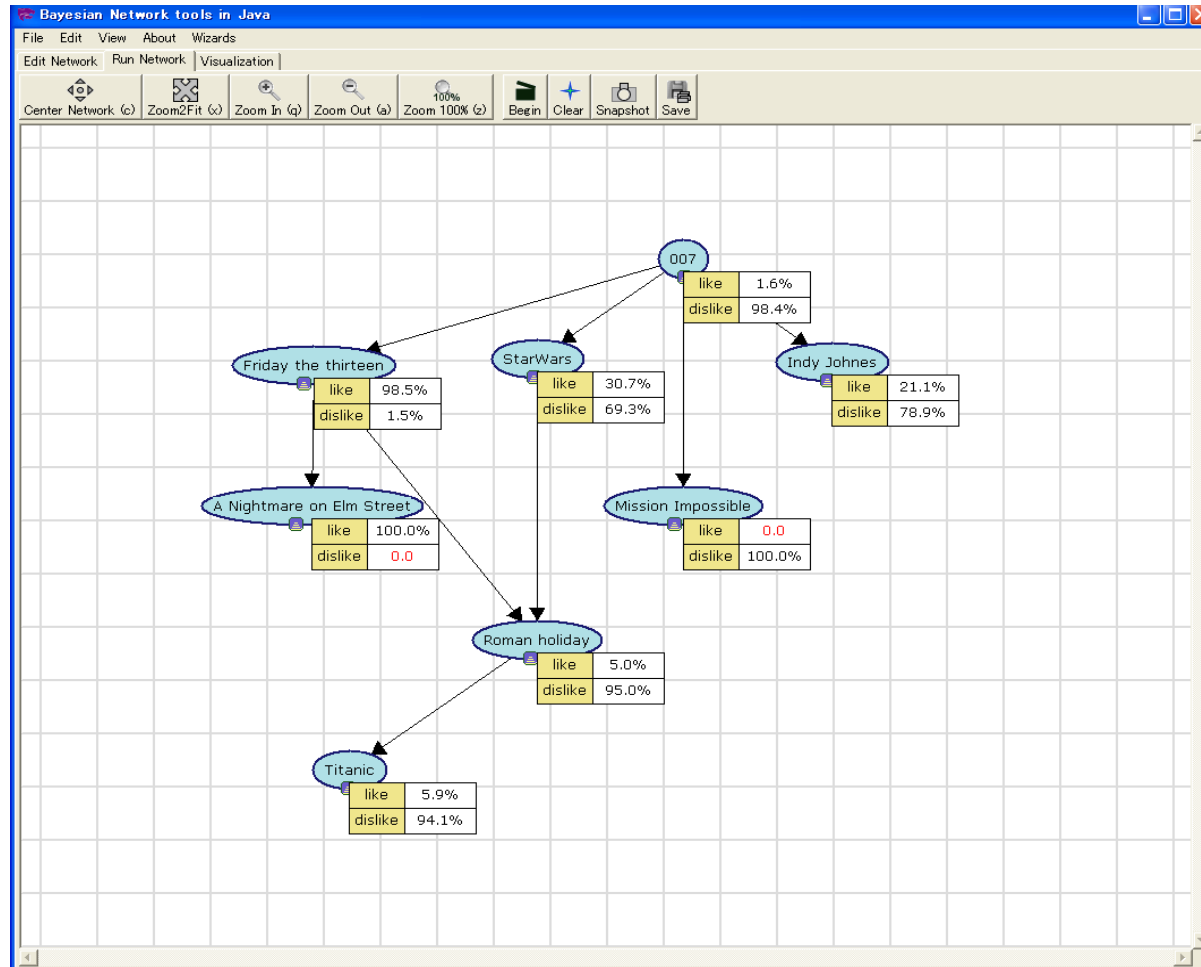 Bayesian Network tools in Java
File Edit View About Wizards
Edit Network Run Network Visualization
Center Network (c) Zoom2Fit (x) Zoom In (q) Zoom Out (a) 100% Zoom 100% (z) Begin Clear Snapshot Save
007
like 1.6%
dislike 98.4%
Friday the thirteen
like 98.5%
dislike 1.5%
StarWars
like 30.7%
dislike 69.3%
Indy Johnes
like 21.1%
dislike 78.9%
A Nightmare on Elm Street
like 100.0%
dislike 0.0
Mission Impossible
like 0.0
dislike 100.0%
Roman holiday
like 5.0%
dislike 95.0%
Titanic
like 5.9%
dislike 94.1%